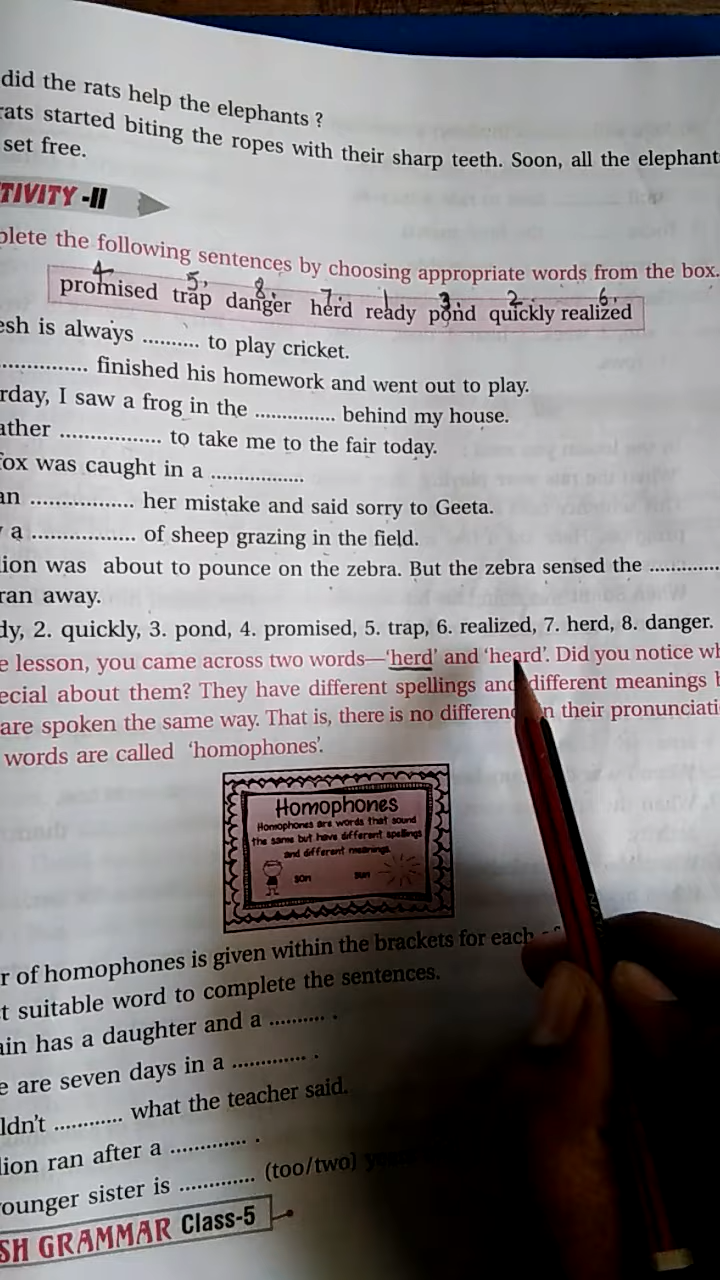 did the rats help the elephants ?
rats started biting the ropes with their sharp teeth. Soon, all the elephant
set free.
TIVITY -II
plete the following sentences by choosing appropriate words from the box.
4 5, 8. 7. 1 3 2. 6.
promised trap danger herd ready pond quickly realized
esh is always .......... to play cricket.
............... finished his homework and went out to play.
rday, I saw a frog in the .............. behind my house.
ather ................. to take me to the fair today.
fox was caught in a ................
an ................. her mistake and said sorry to Geeta.
a ................. of sheep grazing in the field.
lion was about to pounce on the zebra. But the zebra sensed the ............
ran away.
dy, 2. quickly, 3. pond, 4. promised, 5. trap, 6. realized, 7. herd, 8. danger.
e lesson, you came across two words—'herd' and 'heard'. Did you notice wh
ecial about them? They have different spellings and different meanings b
are spoken the same way. That is, there is no differenc n their pronunciati
words are called 'homophones'.
Homophones
Homophones are words that sound
the same but have different spellings
and different meanings.
son sun
r of homophones is given within the brackets for each
t suitable word to complete the sentences.
ain has a daughter and a .......... .
e are seven days in a ............. .
ldn't ............ what the teacher said.
lion ran after a ............. .
ounger sister is ............. (too/two)
SH GRAMMAR Class-5